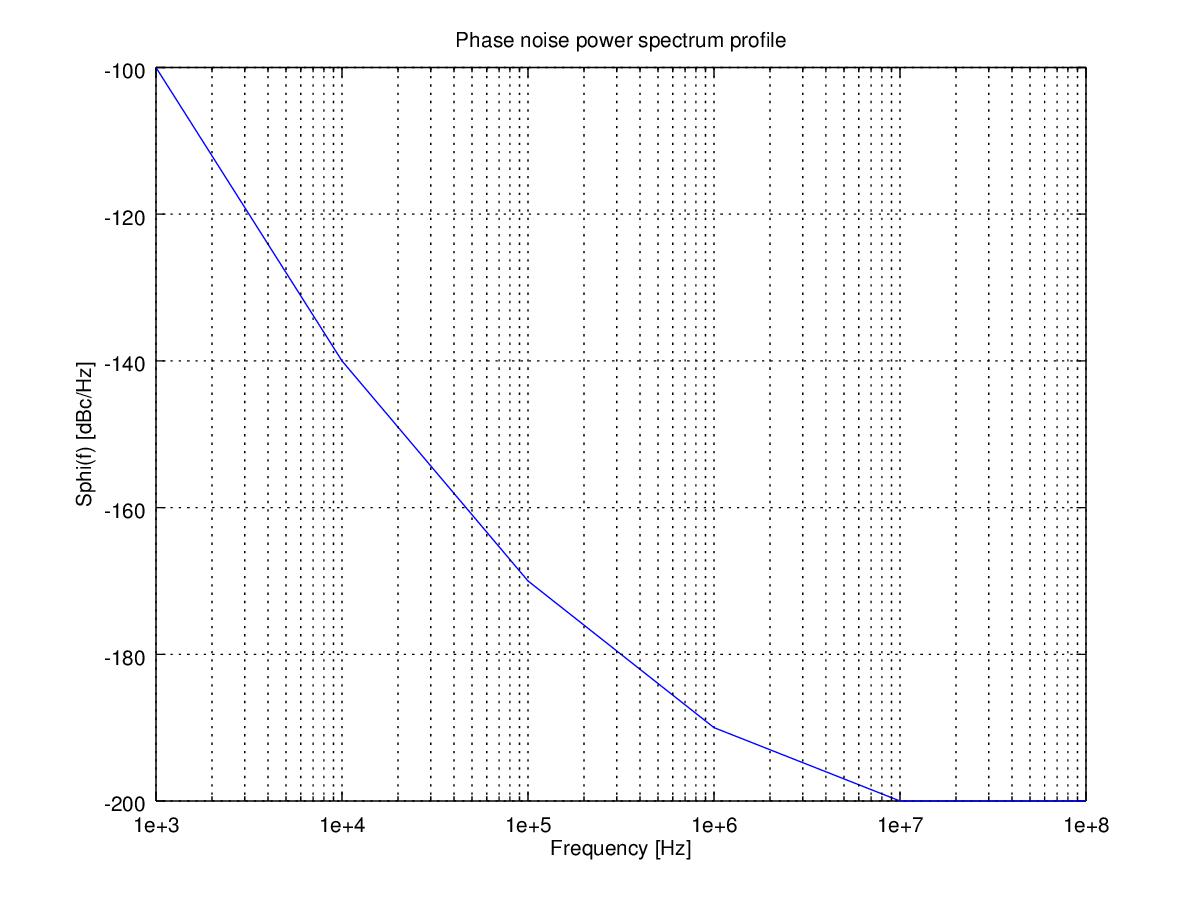 Phase noise power spectrum profile
-100
-120
-140
-160
-180
-200
Sphi(f) [dBc/Hz]
1e+3 1e+4 1e+5 1e+6 1e+7 1e+8
Frequency [Hz]